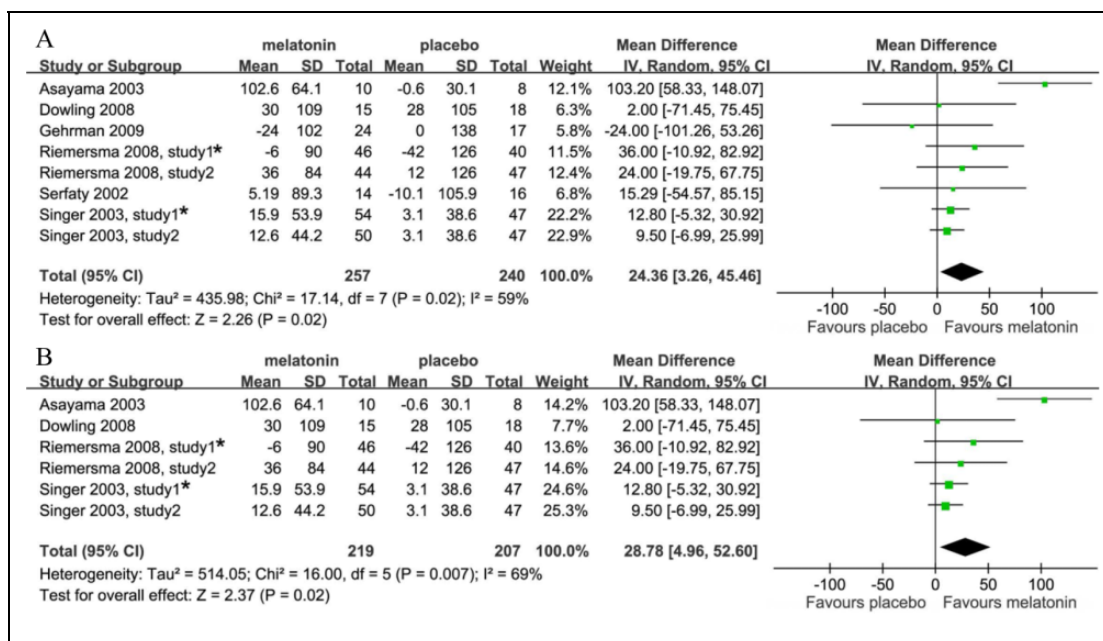 A
melatonin placebo Mean Difference Mean Difference
Study or Subgroup Mean SD Total Mean SD Total Weight IV, Random, 95% CI IV, Random, 95% CI
Asayama 2003 102.6 64.1 10 -0.6 30.1 8 12.1% 103.20 [58.33, 148.07]
Dowling 2008 30 109 15 28 105 18 6.3% 2.00 [-71.45, 75.45]
Gehrman 2009 -24 102 24 0 138 17 5.8% -24.00 [-101.26, 53.26]
Riemersma 2008, study1* -6 90 46 -42 126 40 11.5% 36.00 [-10.92, 82.92]
Riemersma 2008, study2 36 84 44 12 126 47 12.4% 24.00 [-19.75, 67.75]
Serfaty 2002 5.19 89.3 14 -10.1 105.9 16 6.8% 15.29 [-54.57, 85.15]
Singer 2003, study1* 15.9 53.9 54 3.1 38.6 47 22.2% 12.80 [-5.32, 30.92]
Singer 2003, study2 12.6 44.2 50 3.1 38.6 47 22.9% 9.50 [-6.99, 25.99]
Total (95% CI) 257 240 100.0% 24.36 [3.26, 45.46]
Heterogeneity: Tau² = 435.98; Chi² = 17.14, df = 7 (P = 0.02); I² = 59%
Test for overall effect: Z = 2.26 (P = 0.02)
-100 -50 0 50 100
Favours placebo Favours melatonin
B
melatonin placebo Mean Difference Mean Difference
Study or Subgroup Mean SD Total Mean SD Total Weight IV, Random, 95% CI IV, Random, 95% CI
Asayama 2003 102.6 64.1 10 -0.6 30.1 8 14.2% 103.20 [58.33, 148.07]
Dowling 2008 30 109 15 28 105 18 7.7% 2.00 [-71.45, 75.45]
Riemersma 2008, study1* -6 90 46 -42 126 40 13.6% 36.00 [-10.92, 82.92]
Riemersma 2008, study2 36 84 44 12 126 47 14.6% 24.00 [-19.75, 67.75]
Singer 2003, study1* 15.9 53.9 54 3.1 38.6 47 24.6% 12.80 [-5.32, 30.92]
Singer 2003, study2 12.6 44.2 50 3.1 38.6 47 25.3% 9.50 [-6.99, 25.99]
Total (95% CI) 219 207 100.0% 28.78 [4.96, 52.60]
Heterogeneity: Tau² = 514.05; Chi² = 16.00, df = 5 (P = 0.007); I² = 69%
Test for overall effect: Z = 2.37 (P = 0.02)
-100 -50 0 50 100
Favours placebo Favours melatonin